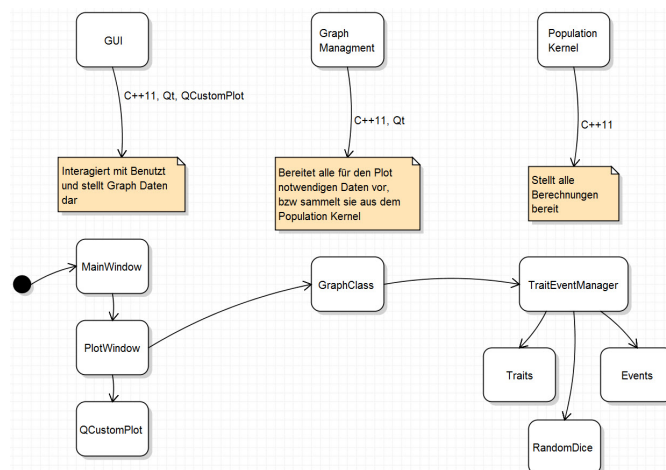 GUI
Graph
Managment
Population
Kernel
C++11, Qt, QCustomPlot
C++11, Qt
C++11
Interagiert mit Benutzt
und stellt Graph Daten
dar
Bereitet alle für den Plot
notwendigen Daten vor,
bzw sammelt sie aus dem
Population Kernel
Stellt alle
Berechnungen
bereit
MainWindow
GraphClass
TraitEventManager
PlotWindow
Traits
Events
QCustomPlot
RandomDice